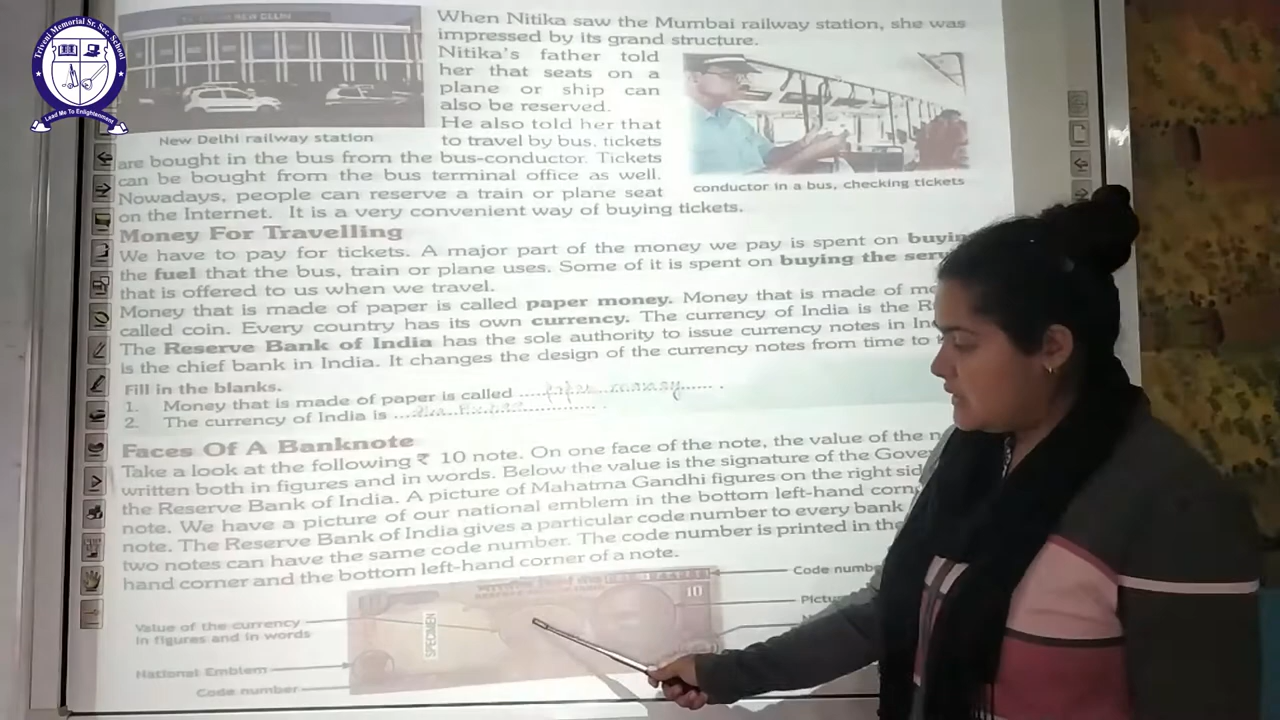 Triveni Memorial Sr. Sec. School
Lead Me To Enlightenment
NEW DELHI
New Delhi railway station
When Nitika saw the Mumbai railway station, she was
impressed by its grand structure.
Nitika's father told
her that seats on a
plane or ship can
also be reserved.
He also told her that
to travel by bus, tickets
are bought in the bus from the bus-conductor. Tickets
can be bought from the bus terminal office as well.
Nowadays, people can reserve a train or plane seat
on the Internet. It is a very convenient way of buying tickets.
conductor in a bus, checking tickets
Money For Travelling
We have to pay for tickets. A major part of the money we pay is spent on buyin
the fuel that the bus, train or plane uses. Some of it is spent on buying the ser
that is offered to us when we travel.
Money that is made of paper is called paper money. Money that is made of me
called coin. Every country has its own currency. The currency of India is the R
The Reserve Bank of India has the sole authority to issue currency notes in In
is the chief bank in India. It changes the design of the currency notes from time to
Fill in the blanks.
1. Money that is made of paper is called ... paper money ... .
2. The currency of India is ... .
Faces Of A Banknote
Take a look at the following ₹ 10 note. On one face of the note, the value of the n
written both in figures and in words. Below the value is the signature of the Gove
the Reserve Bank of India. A picture of Mahatma Gandhi figures on the right sid
note. We have a picture of our national emblem in the bottom left-hand corn
note. The Reserve Bank of India gives a particular code number to every bank
two notes can have the same code number. The code number is printed in the
hand corner and the bottom left-hand corner of a note.
Code numbe
Pictu
Value of the currency
in figures and in words
National Emblem
Code number
SPECIMEN
10